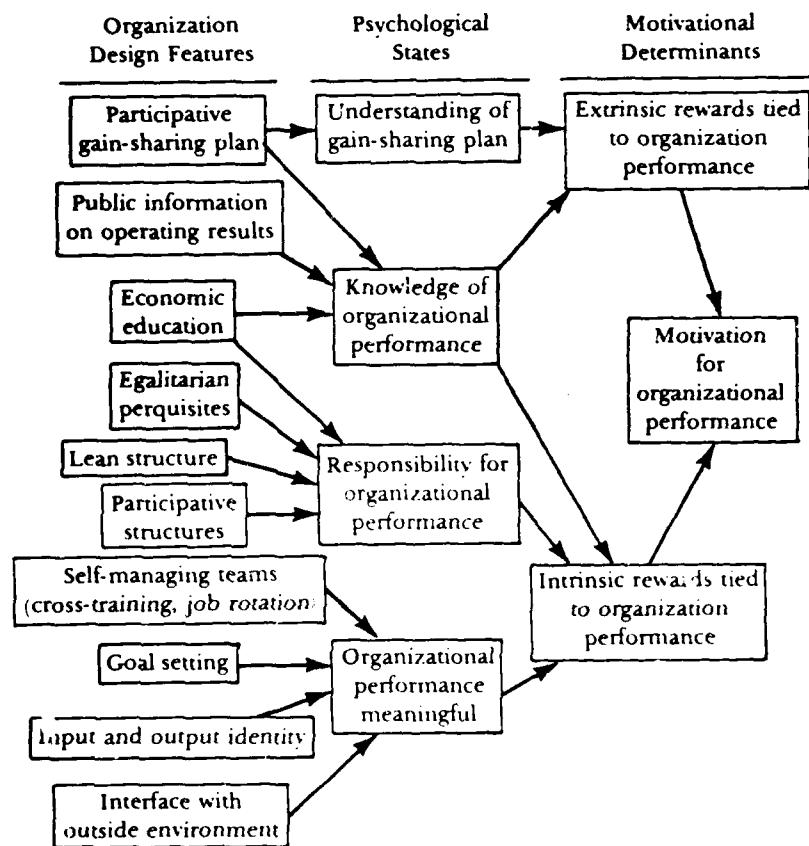 Organization
Design Features
Psychological
States
Motivational
Determinants
Participative
gain-sharing plan
Understanding of
gain-sharing plan
Extrinsic rewards tied
to organization
performance
Public information
on operating results
Economic
education
Knowledge of
organizational
performance
Motivation
for
organizational
performance
Egalitarian
perquisites
Lean structure
Participative
structures
Responsibility for
organizational
performance
Self-managing teams
(cross-training, job rotation)
Intrinsic rewards tied
to organization
performance
Goal setting
Organizational
performance
meaningful
Input and output identity
Interface with
outside environment